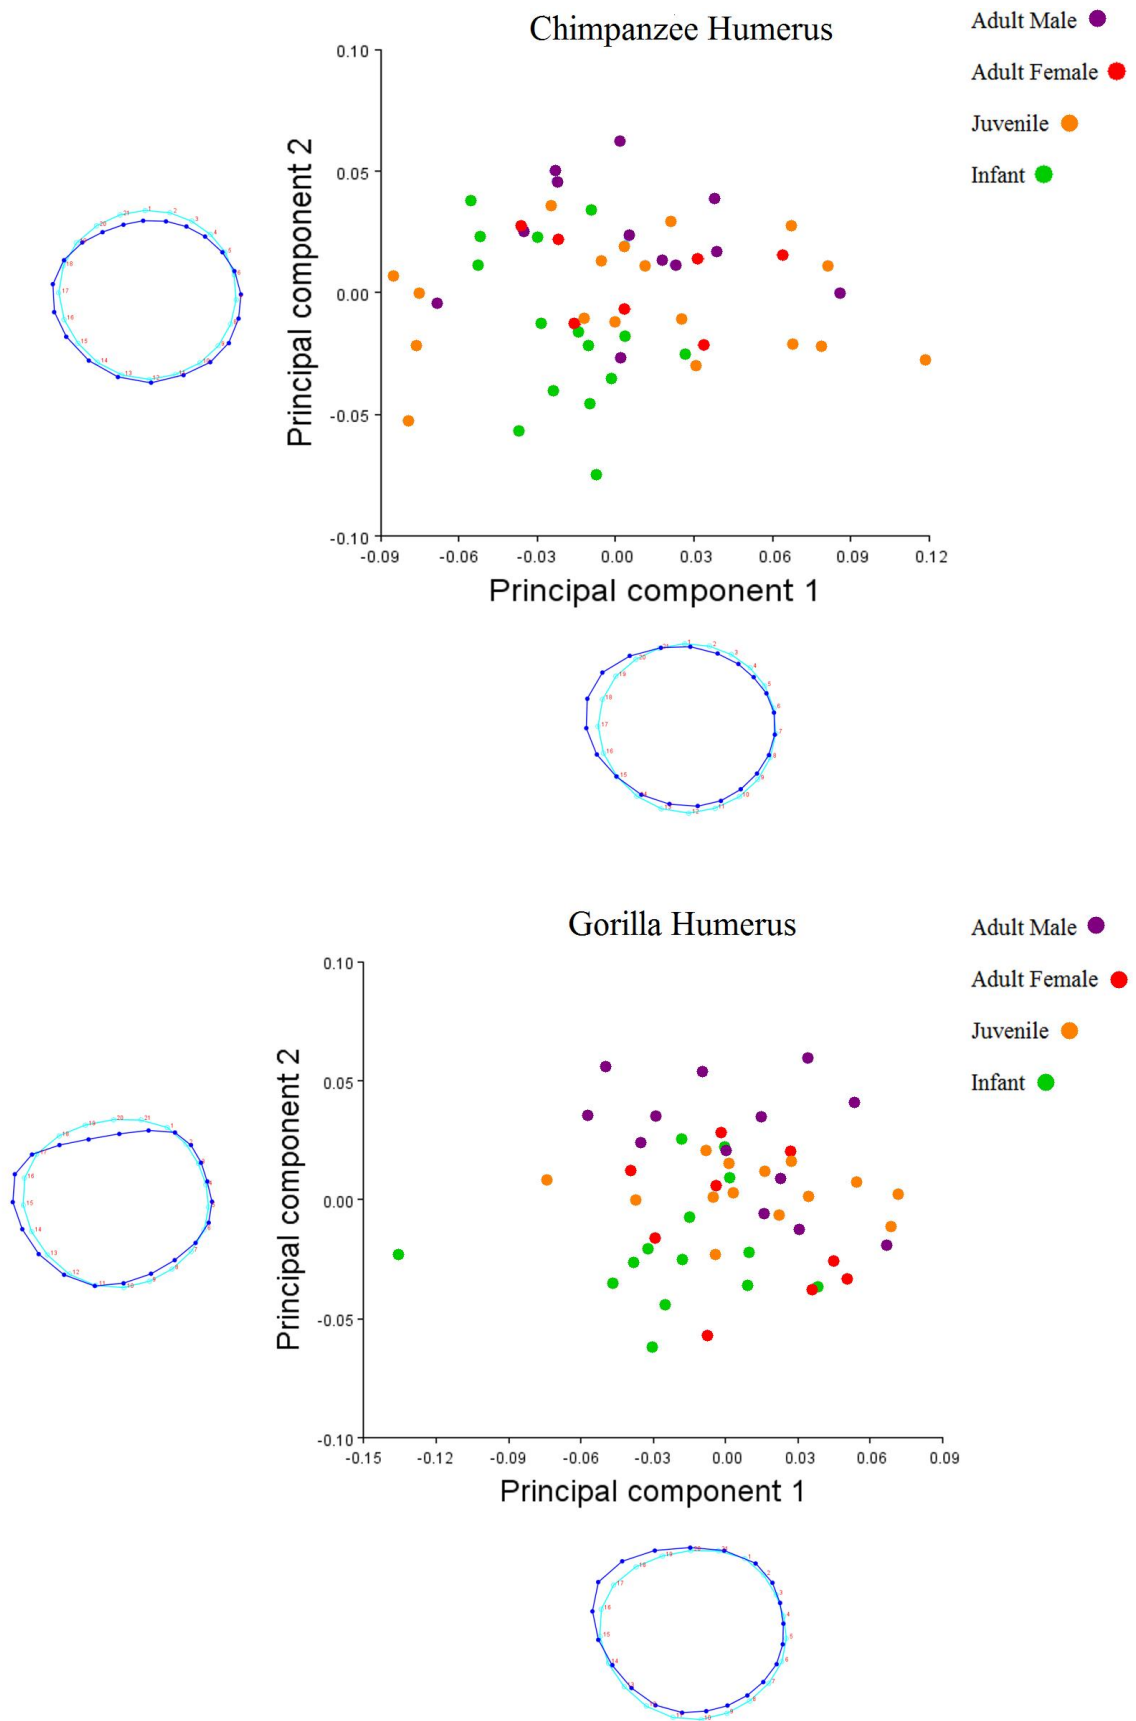 Chimpanzee Humerus
Adult Male
Adult Female
Juvenile
Infant
Principal component 2
0.10
0.05
0.00
-0.05
-0.10
-0.09 -0.06 -0.03 0.00 0.03 0.06 0.09 0.12
Principal component 1
Gorilla Humerus
Adult Male
Adult Female
Juvenile
Infant
Principal component 2
0.10
0.05
0.00
-0.05
-0.10
-0.15 -0.12 -0.09 -0.06 -0.03 0.00 0.03 0.06 0.09
Principal component 1